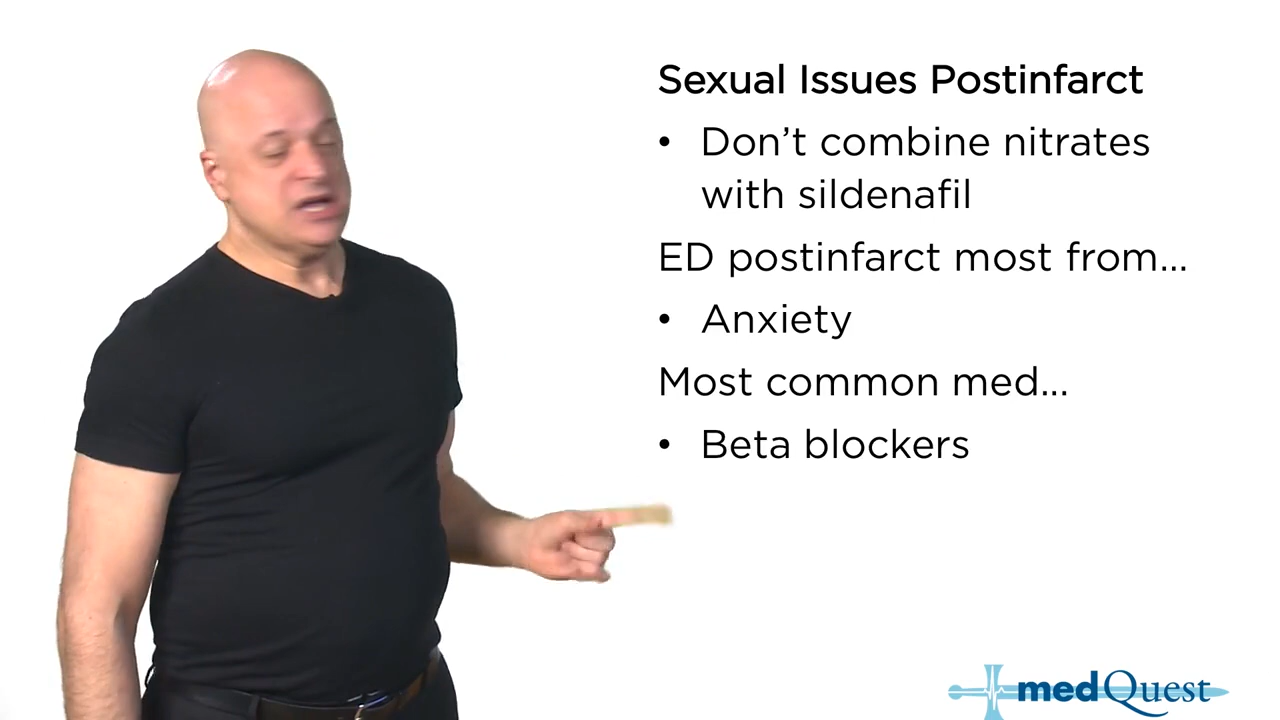 Sexual Issues Postinfarct
• Don’t combine nitrates
with sildenafil
ED postinfarct most from...
• Anxiety
Most common med...
• Beta blockers
medQuest